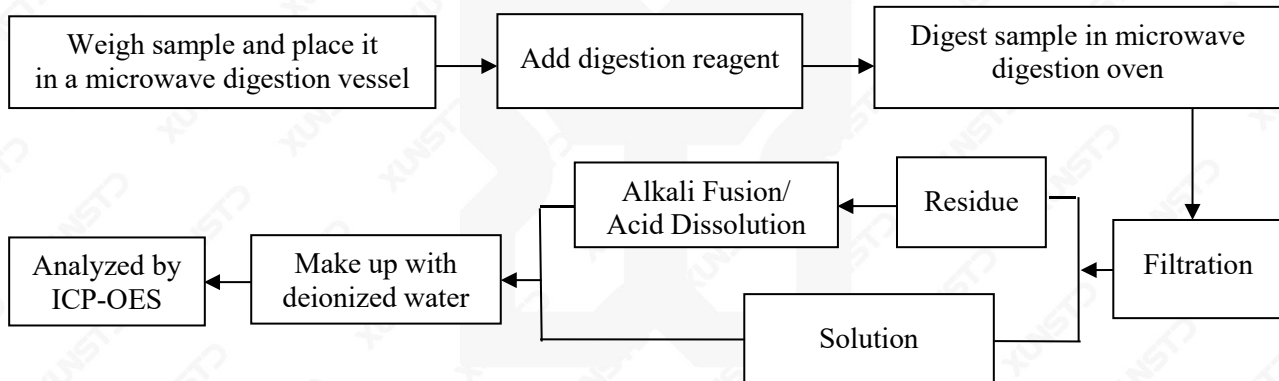 Weigh sample and place it
in a microwave digestion vessel
Add digestion reagent
Digest sample in microwave
digestion oven
Filtration
Residue
Alkali Fusion/
Acid Dissolution
Solution
Make up with
deionized water
Analyzed by
ICP-OES